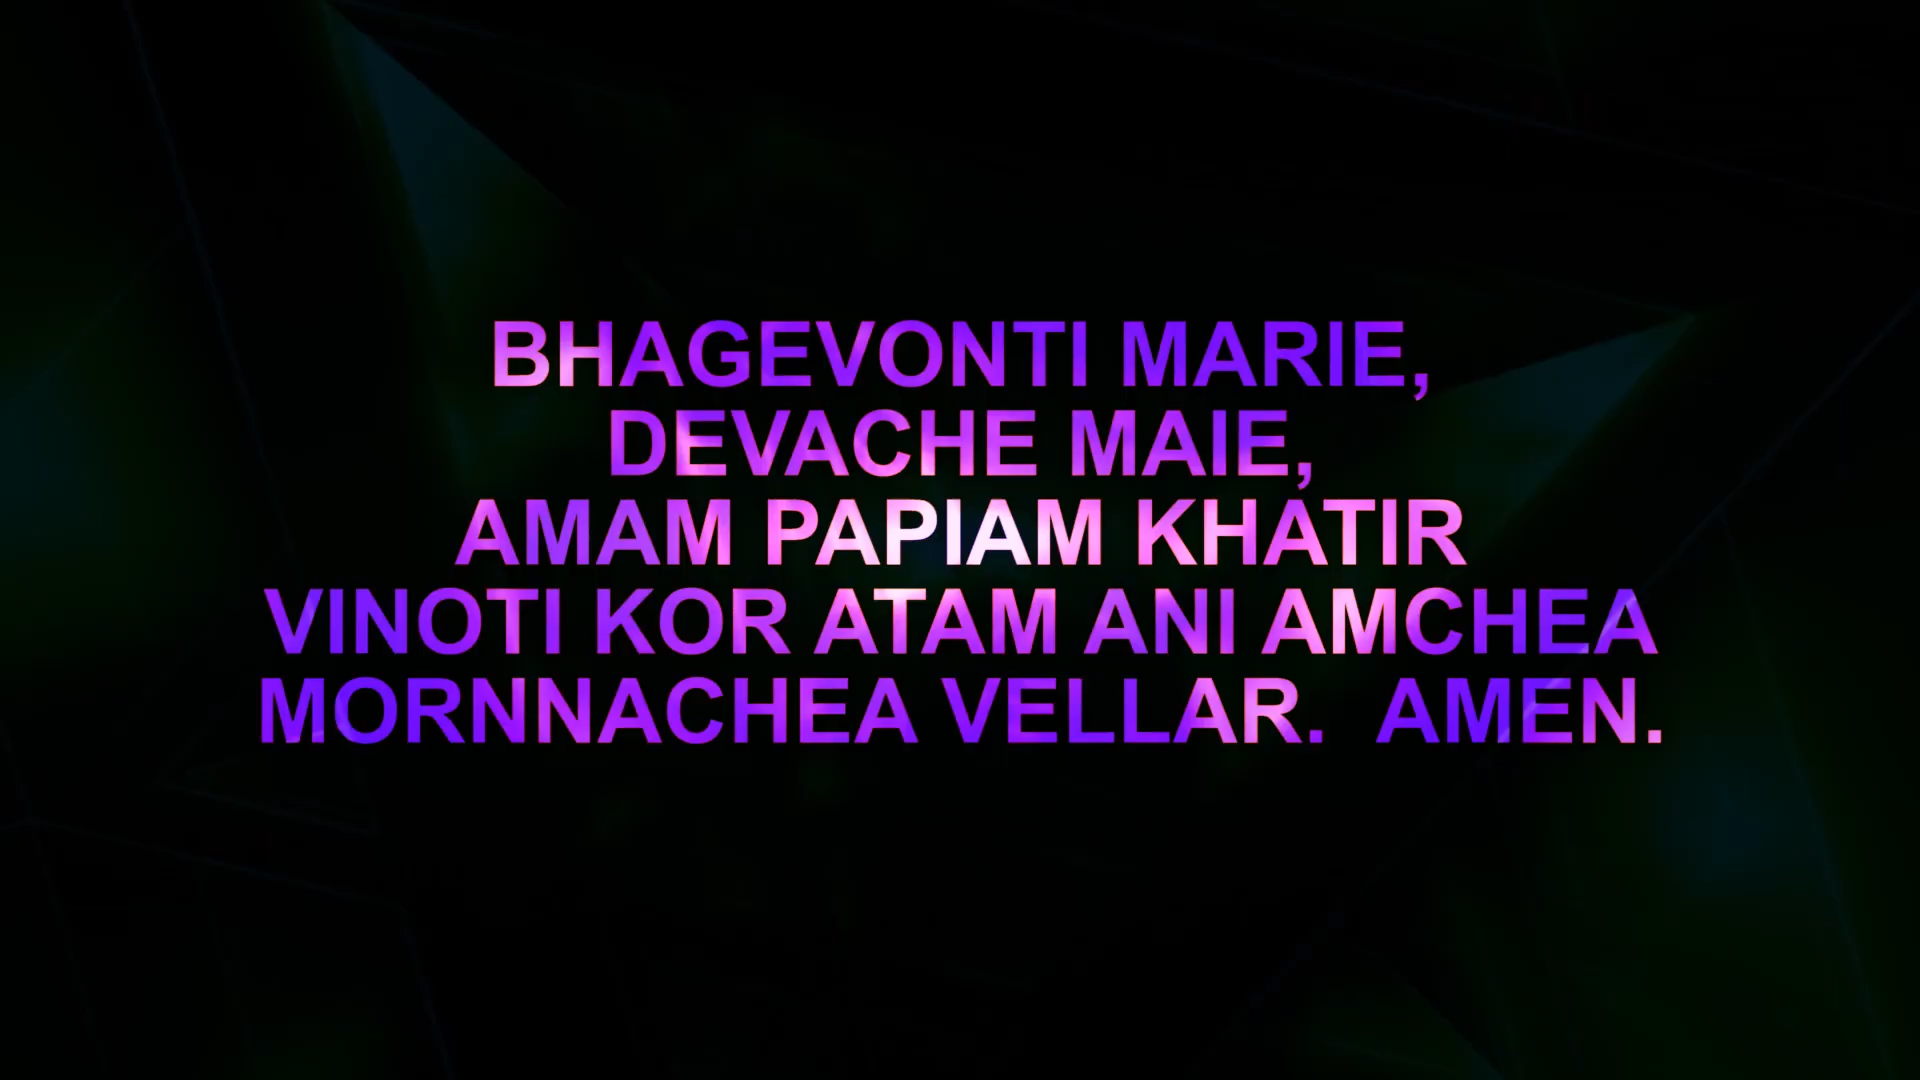 BHAGEVONTI MARIE,
DEVACHE MAIE,
AMAM PAPIAM KHATIR
VINOTI KOR ATAM ANI AMCHEA
MORNNACHEA VELLAR.  AMEN.